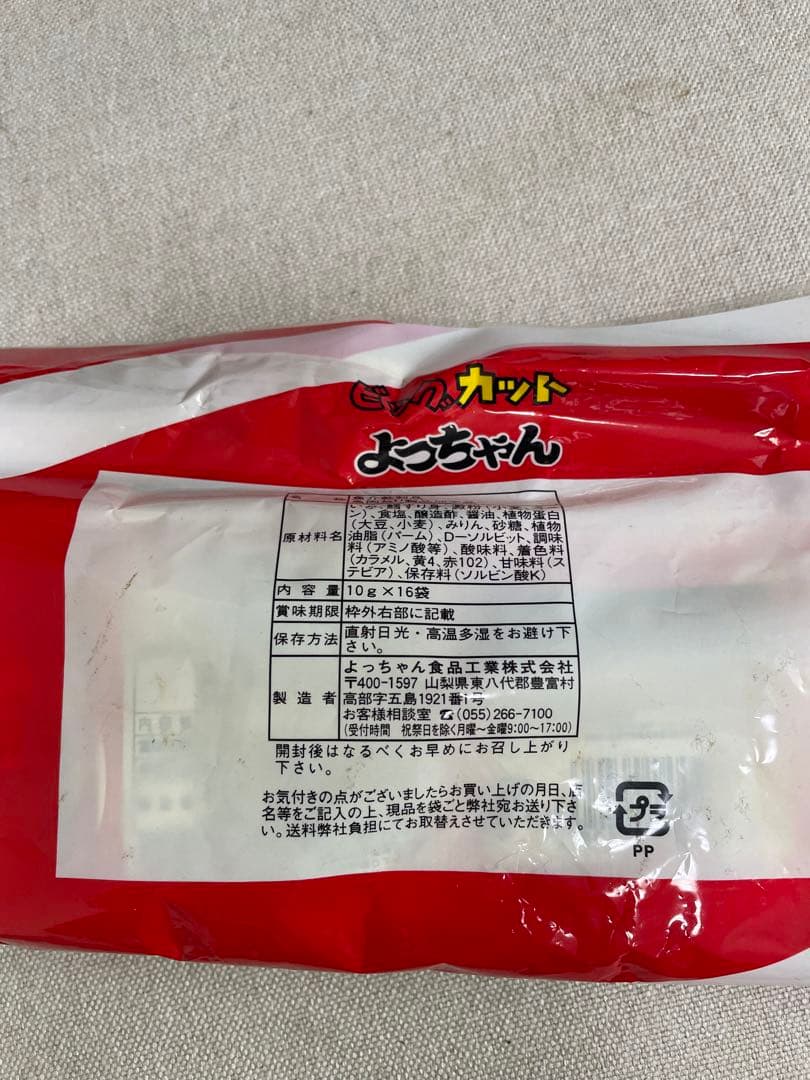 ビッグカット
よっちゃん
名
原材料名
ン)、食塩、醸造酢、醤油、植物蛋白
(大豆、小麦)、みりん、砂糖、植物
油脂(パーム)、D－ソルビット、調味
料(アミノ酸等)、酸味料、着色料
(カラメル、黄4、赤102)、甘味料(ス
テビア)、保存料(ソルビン酸K)
内容量 10g×16袋
賞味期限 枠外右部に記載
保存方法 直射日光・高温多湿をお避け下
さい。
製造者 よっちゃん食品工業株式会社
〒400-1597 山梨県東八代郡豊富村
高部字五島1921番1号
お客様相談室 ☎(055)266-7100
(受付時間 祝祭日を除く月曜～金曜9:00～17:00)
開封後はなるべくお早めにお召し上がり
下さい。
お気付きの点がございましたらお買い上げの月日、店
名等をご記入の上、現品を袋ごと弊社宛お送り下さ
い。送料弊社負担にてお取替えさせていただきます。
プラ
PP